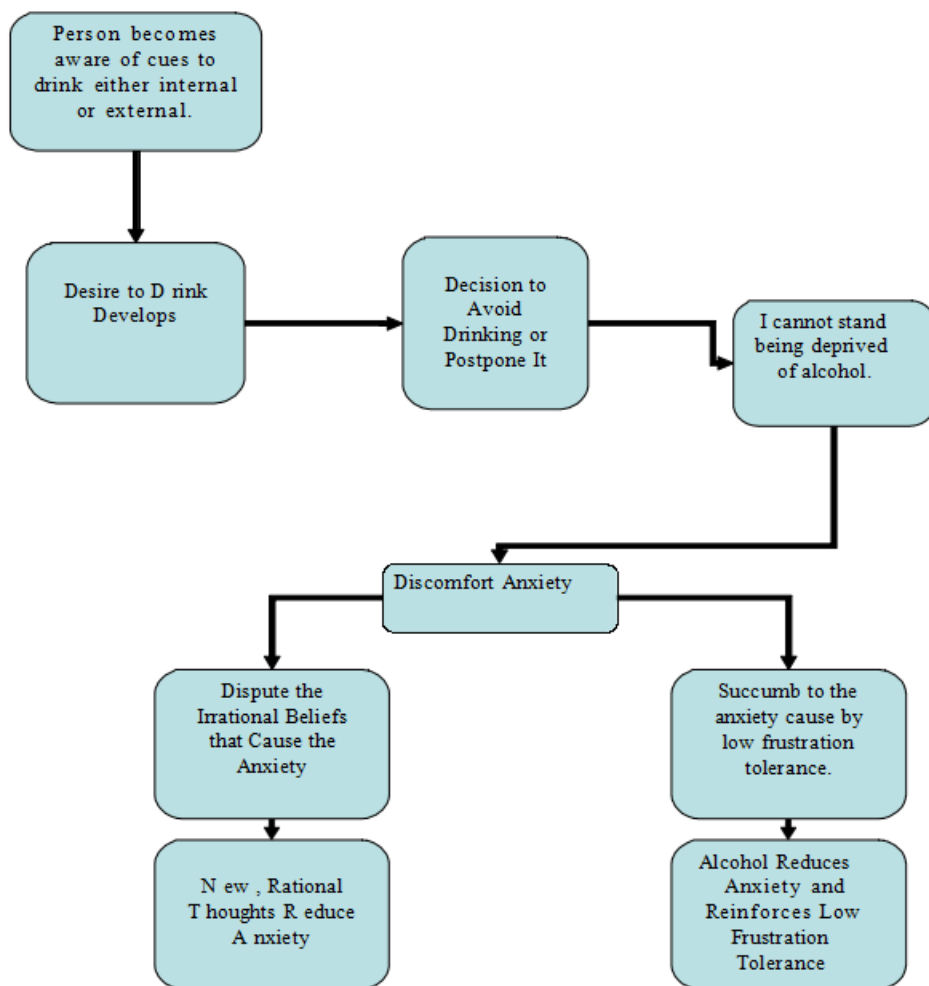 Person becomes
aware of cues to
drink either internal
or external.
Desire to D rink
Develops
Decision to
Avoid
Drinking or
Postpone It
I cannot stand
being deprived
of alcohol.
Discomfort Anxiety
Dispute the
Irrational Beliefs
that Cause the
Anxiety
Succumb to the
anxiety cause by
low frustration
tolerance.
N ew , Rational
T houghts R educe
A nxiety
Alcohol Reduces
Anxiety and
Reinforces Low
Frustration
Tolerance